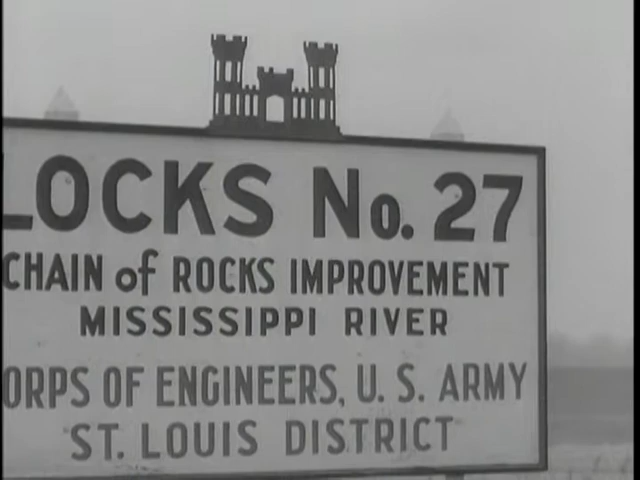 LOCKS No. 27
CHAIN of ROCKS IMPROVEMENT
MISSISSIPPI RIVER
ORPS OF ENGINEERS, U. S. ARMY
ST. LOUIS DISTRICT